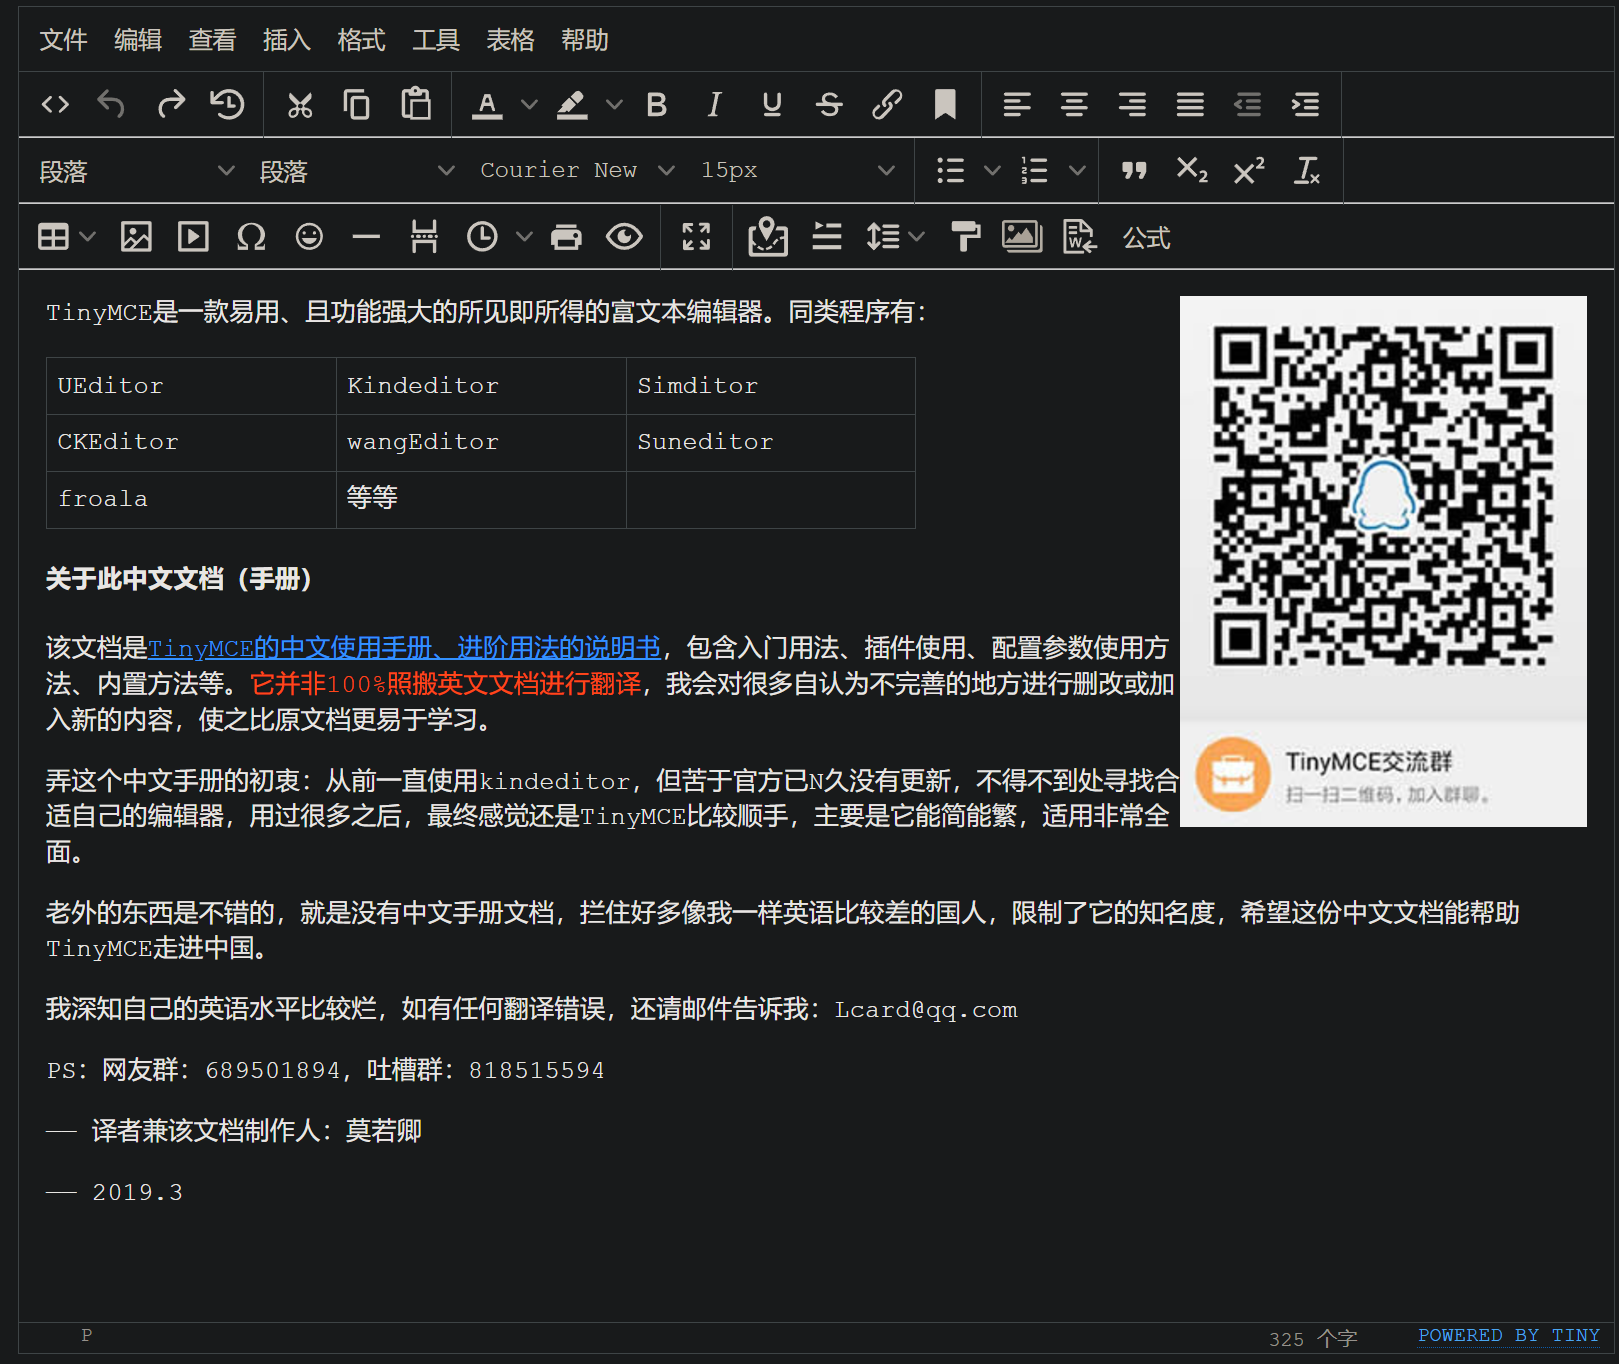 文件 编辑 查看 插入 格式 工具 表格 帮助
段落 段落 Courier New 15px
公式
TinyMCE是一款易用、且功能强大的所见即所得的富文本编辑器。同类程序有：
UEditor Kindeditor Simditor
CKEditor wangEditor Suneditor
froala 等等
关于此中文文档（手册）
该文档是TinyMCE的中文使用手册、进阶用法的说明书，包含入门用法、插件使用、配置参数使用方
法、内置方法等。它并非100%照搬英文文档进行翻译，我会对很多自认为不完善的地方进行删改或加
入新的内容，使之比原文档更易于学习。
弄这个中文手册的初衷：从前一直使用kindeditor，但苦于官方已N久没有更新，不得不到处寻找合
适自己的编辑器，用过很多之后，最终感觉还是TinyMCE比较顺手，主要是它能简能繁，适用非常全
面。
TinyMCE交流群
扫一扫二维码，加入群聊。
老外的东西是不错的，就是没有中文手册文档，拦住好多像我一样英语比较差的国人，限制了它的知名度，希望这份中文文档能帮助
TinyMCE走进中国。
我深知自己的英语水平比较烂，如有任何翻译错误，还请邮件告诉我：Lcard@qq.com
PS：网友群：689501894，吐槽群：818515594
—— 译者兼该文档制作人：莫若卿
—— 2019.3
P 325 个字 POWERED BY TINY